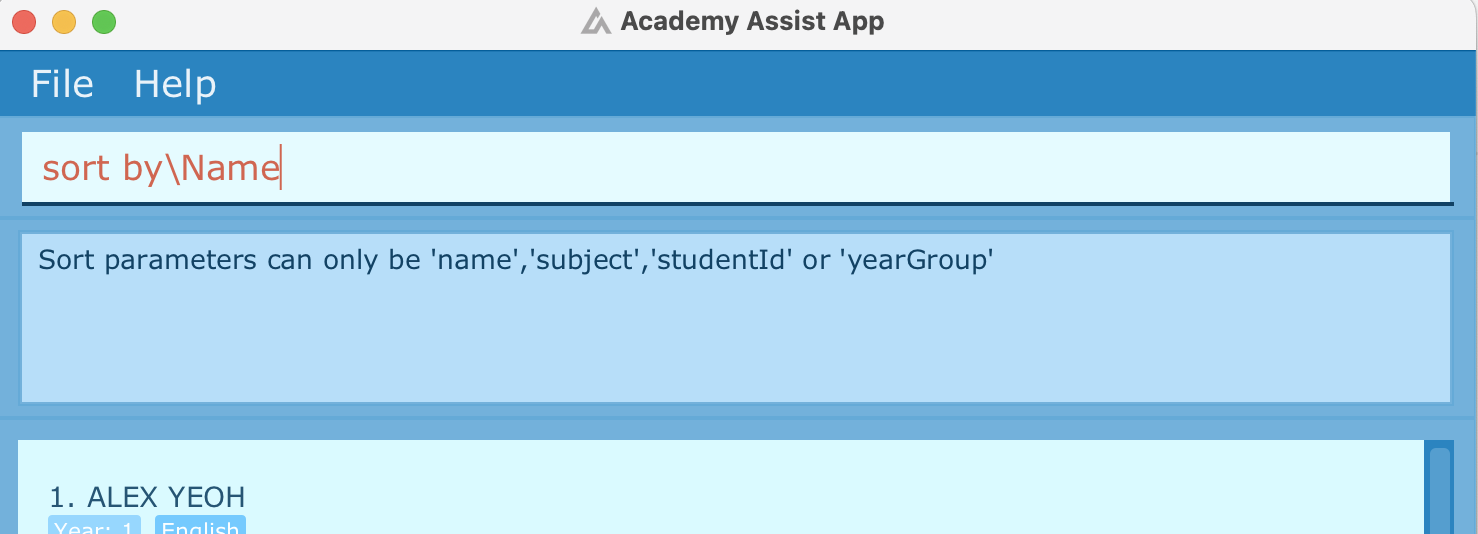 Academy Assist App
File Help
sort by\Name
Sort parameters can only be 'name','subject','studentId' or 'yearGroup'
1. ALEX YEOH
Year: 1 English